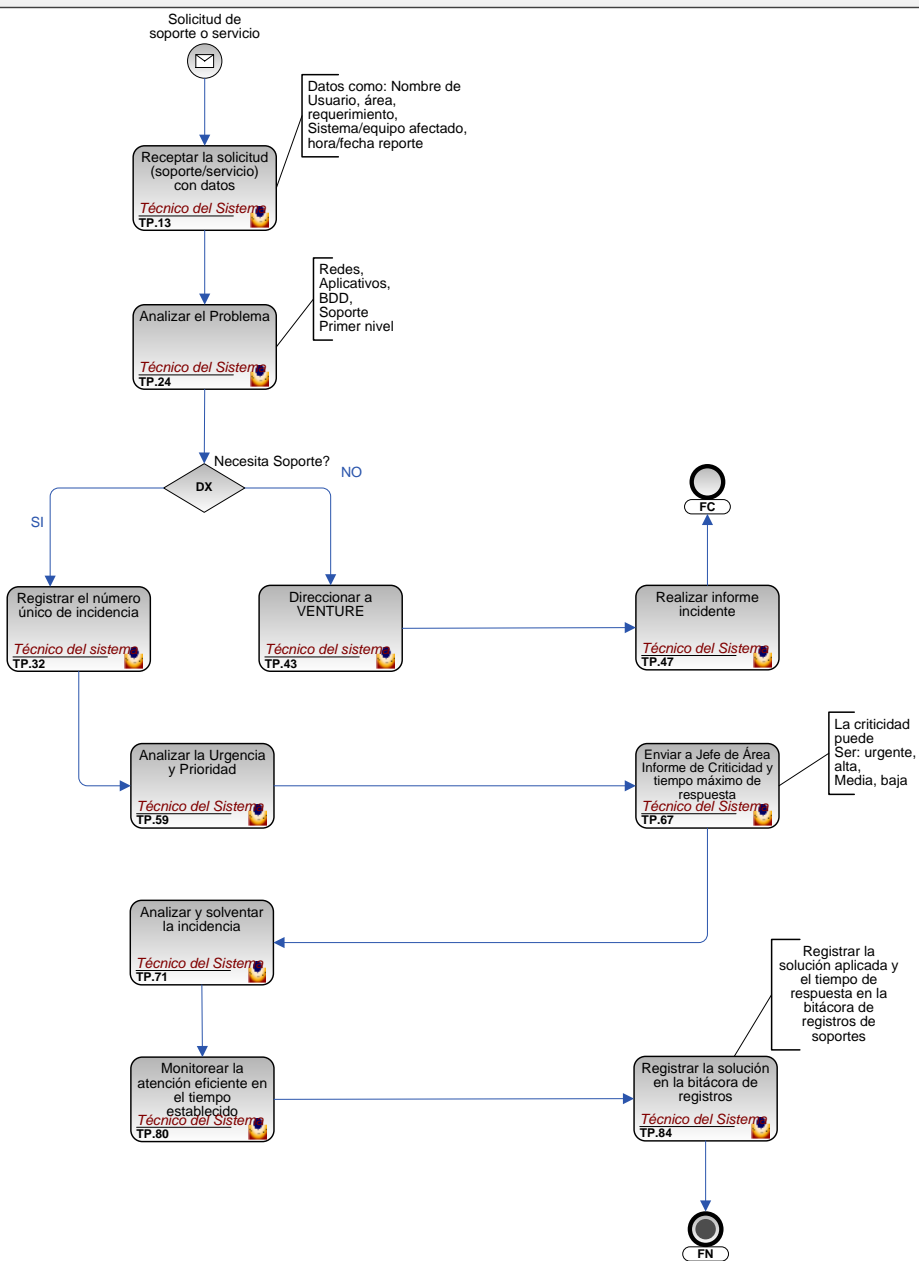 Solicitud de
soporte o servicio
Datos como: Nombre de
Usuario, área,
requerimiento,
Sistema/equipo afectado,
hora/fecha reporte
Receptar la solicitud
(soporte/servicio)
con datos
Técnico del Sistema
TP.13
Redes,
Aplicativos,
BDD,
Soporte
Primer nivel
Analizar el Problema
Técnico del Sistema
TP.24
Necesita Soporte?
NO
DX
SI
FC
Registrar el número
único de incidencia
Técnico del sistema
TP.32
Direccionar a
VENTURE
Técnico del sistema
TP.43
Realizar informe
incidente
Técnico del Sistema
TP.47
La criticidad
puede
Ser: urgente,
alta,
Media, baja
Analizar la Urgencia
y Prioridad
Técnico del Sistema
TP.59
Enviar a Jefe de Área
Informe de Criticidad y
tiempo máximo de
respuesta
Técnico del Sistema
TP.67
Analizar y solventar
la incidencia
Técnico del Sistema
TP.71
Registrar la
solución aplicada y
el tiempo de
respuesta en la
bitácora de
registros de
soportes
Monitorear la
atención eficiente en
el tiempo
establecido
Técnico del Sistema
TP.80
Registrar la solución
en la bitácora de
registros
Técnico del Sistema
TP.84
FN